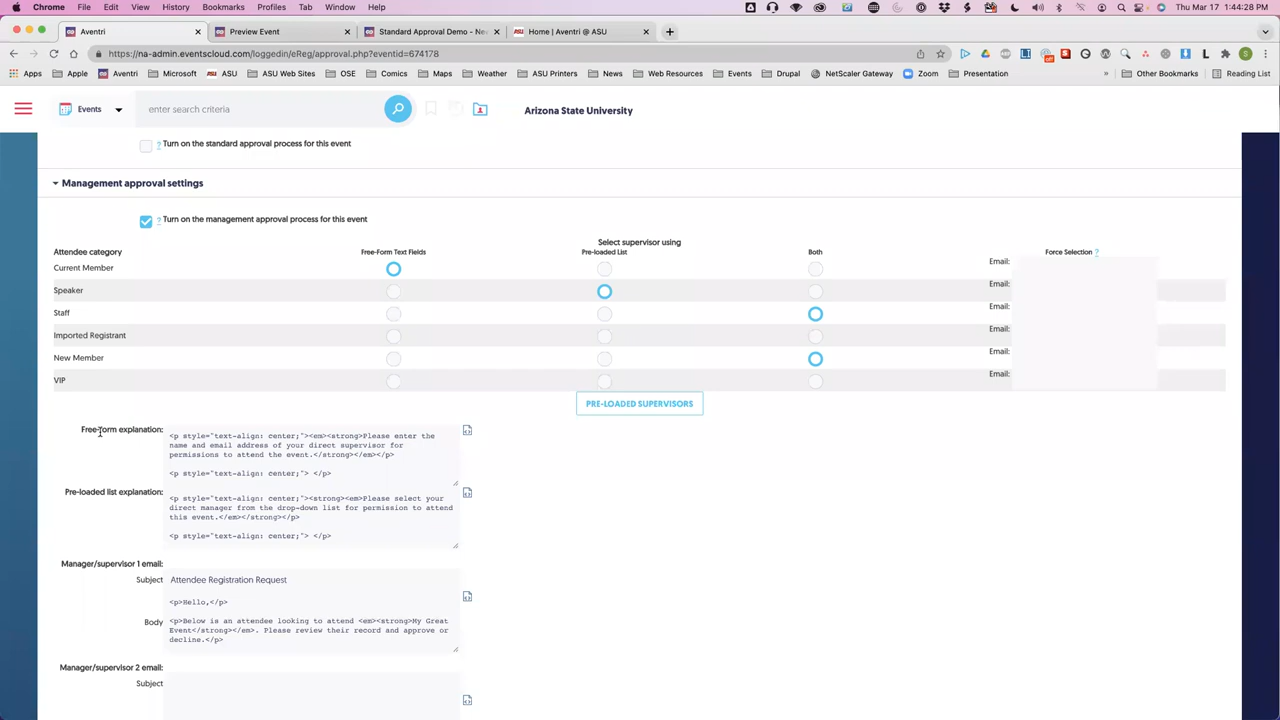 Chrome File Edit View History Bookmarks Profiles Tab Window Help Thu Mar 17 1:44:28 PM
Aventri Preview Event Standard Approval Demo - Ne Home | Aventri @ ASU
https://na-admin.eventscloud.com/loggedin/eReg/approval.php?eventid=674178
Apps Apple Aventri Microsoft ASU ASU Web Sites OSE Comics Maps Weather ASU Printers News Web Resources Events Drupal NetScaler Gateway Zoom Presentation » Other Bookmarks Reading List
Events enter search criteria Arizona State University
? Turn on the standard approval process for this event
Management approval settings
? Turn on the management approval process for this event
Select supervisor using
Attendee category Free-Form Text Fields Pre-loaded List Both Force Selection ?
Current Member Email:
Speaker Email:
Staff Email:
Imported Registrant Email:
New Member Email:
VIP Email:
PRE-LOADED SUPERVISORS
Free-form explanation:
<p style="text-align: center;"><em><strong>Please enter the
name and email address of your direct supervisor for
permissions to attend the event.</strong></em></p>
<p style="text-align: center;"> </p>
Pre-loaded list explanation:
<p style="text-align: center;"><strong><em>Please select your
direct manager from the drop-down list for permission to attend
this event.</em></strong></p>
<p style="text-align: center;"> </p>
Manager/supervisor 1 email:
Subject Attendee Registration Request
Body
<p>Hello,</p>
<p>Below is an attendee looking to attend <em><strong>My Great
Event</strong></em>. Please review their record and approve or
decline.</p>
Manager/supervisor 2 email:
Subject